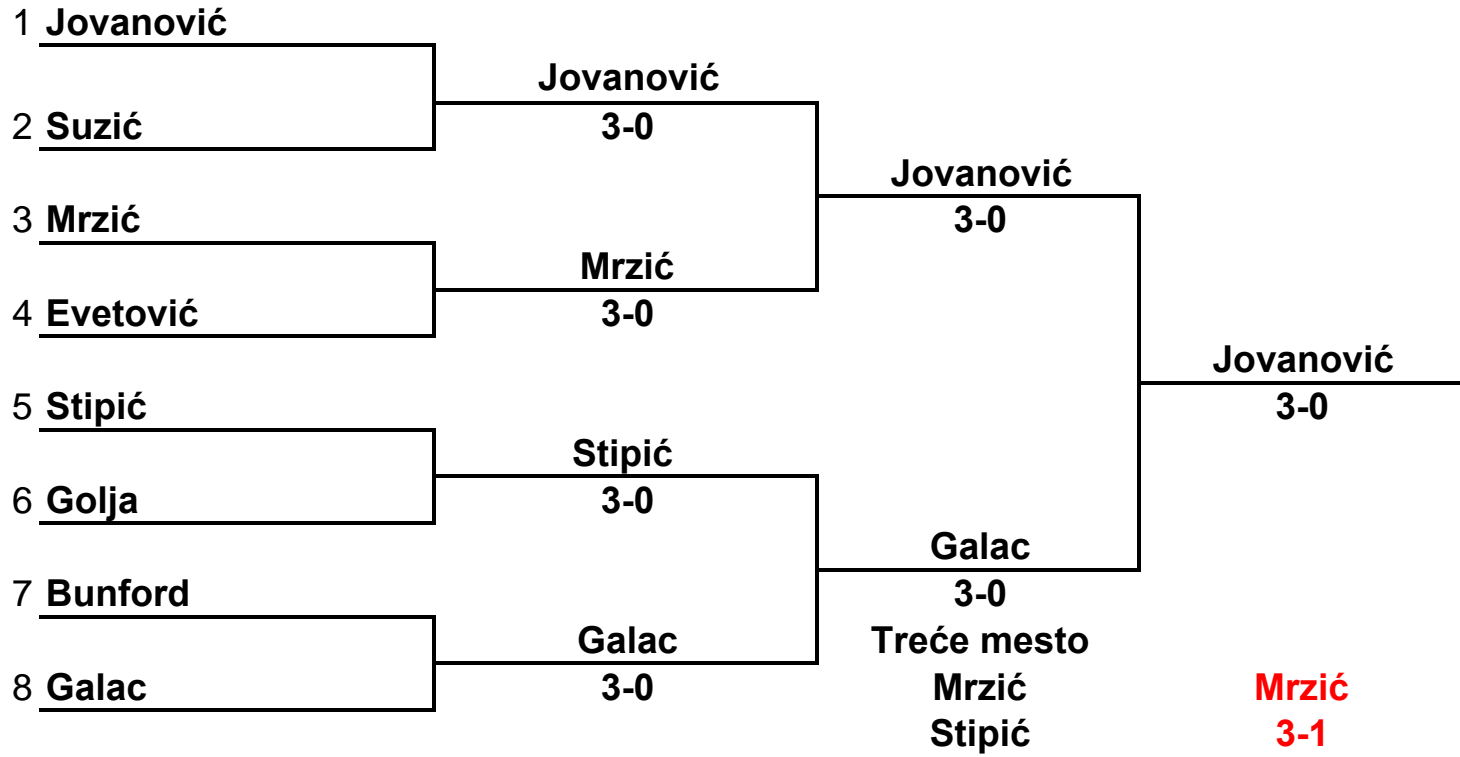 1 Jovanović
Jovanović
2 Suzić
3-0
Jovanović
3 Mrzić
3-0
Mrzić
4 Evetović
3-0
Jovanović
5 Stipić
3-0
Stipić
6 Golja
3-0
Galac
7 Bunford
3-0
Galac
Treće mesto
8 Galac
3-0
Mrzić
Mrzić
Stipić
3-1